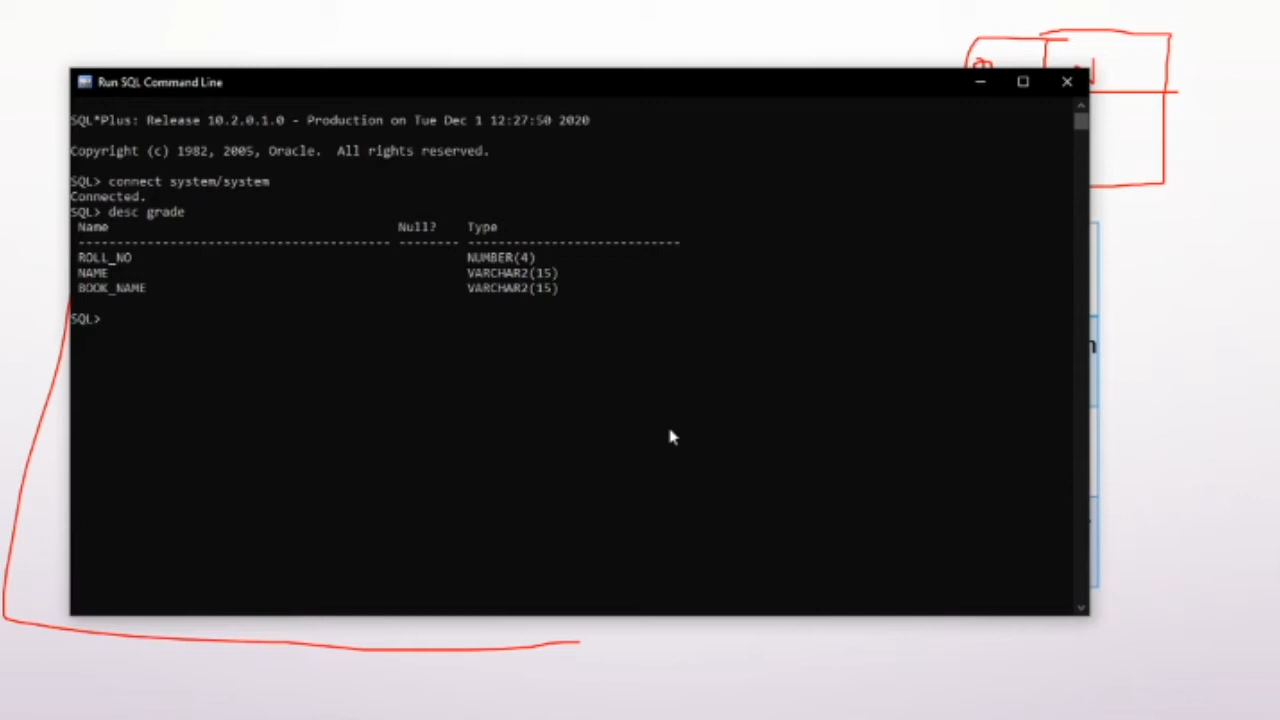 Run SQL Command Line
SQL*Plus: Release 10.2.0.1.0 - Production on Tue Dec 1 12:27:50 2020
Copyright (c) 1982, 2005, Oracle.  All rights reserved.
SQL> connect system/system
Connected.
SQL> desc grade
Name Null? Type
----------------------------------------- -------- ----------------------------
ROLL_NO NUMBER(4)
NAME VARCHAR2(15)
BOOK_NAME VARCHAR2(15)
SQL>